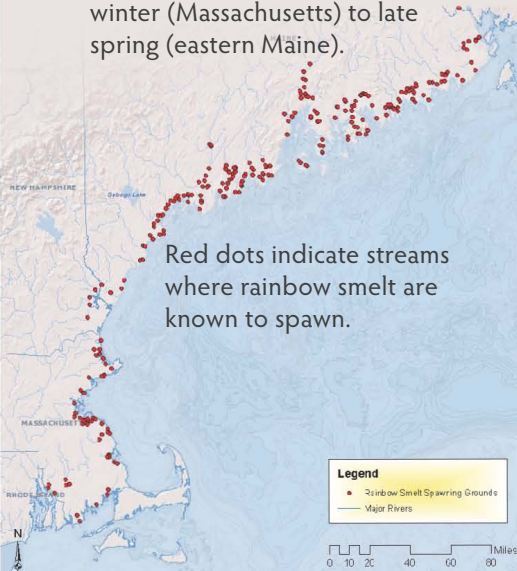 winter (Massachusetts) to late
spring (eastern Maine).
MAINE
NEW HAMPSHIRE
Sebago Lake
Red dots indicate streams
where rainbow smelt are
known to spawn.
MASSACHUSETTS
RHODE ISLAND
Legend
Rainbow Smelt Spawning Grounds
Major Rivers
N
Miles
0 10 20 40 60 80